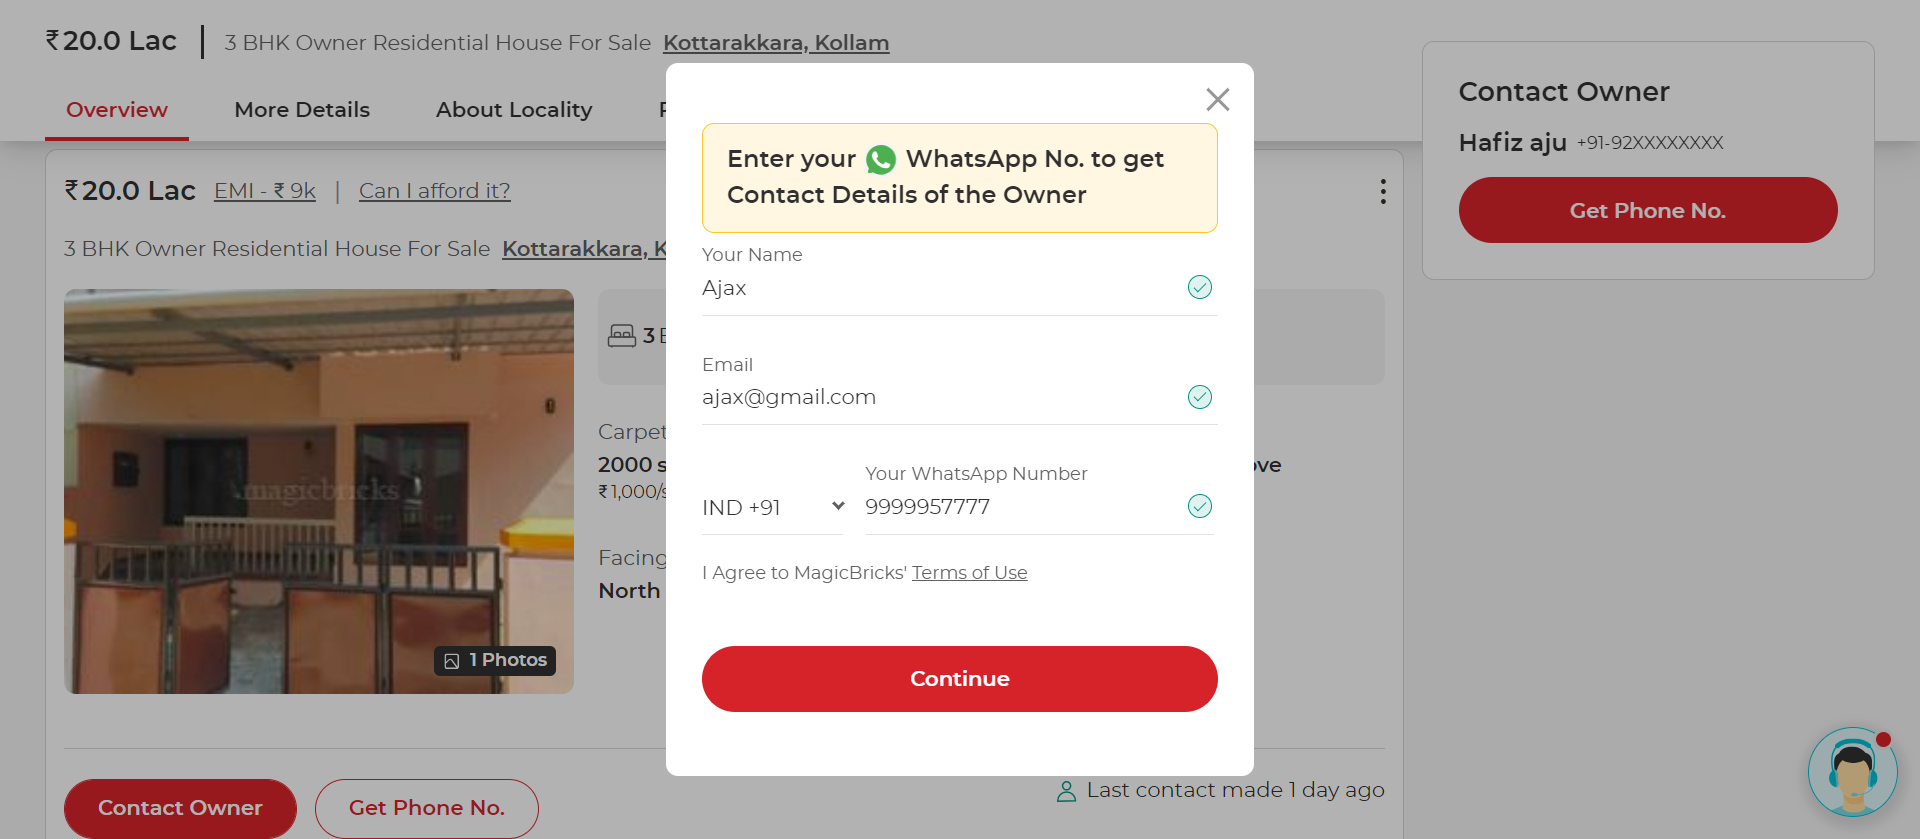 ₹20.0 Lac
3 BHK Owner Residential House For Sale Kottarakkara, Kollam
Overview
More Details
About Locality
Contact Owner
Hafiz aju +91-92XXXXXXXX
Get Phone No.
₹20.0 Lac EMI - ₹ 9k | Can I afford it?
3 BHK Owner Residential House For Sale Kottarakkara, K
magicbricks
1 Photos
3
Carpet
2000 s
₹1,000/s
Facing
North
Enter your WhatsApp No. to get
Contact Details of the Owner
Your Name
Ajax
Email
ajax@gmail.com
IND +91
Your WhatsApp Number
9999957777
I Agree to MagicBricks' Terms of Use
Continue
Contact Owner
Get Phone No.
Last contact made 1 day ago